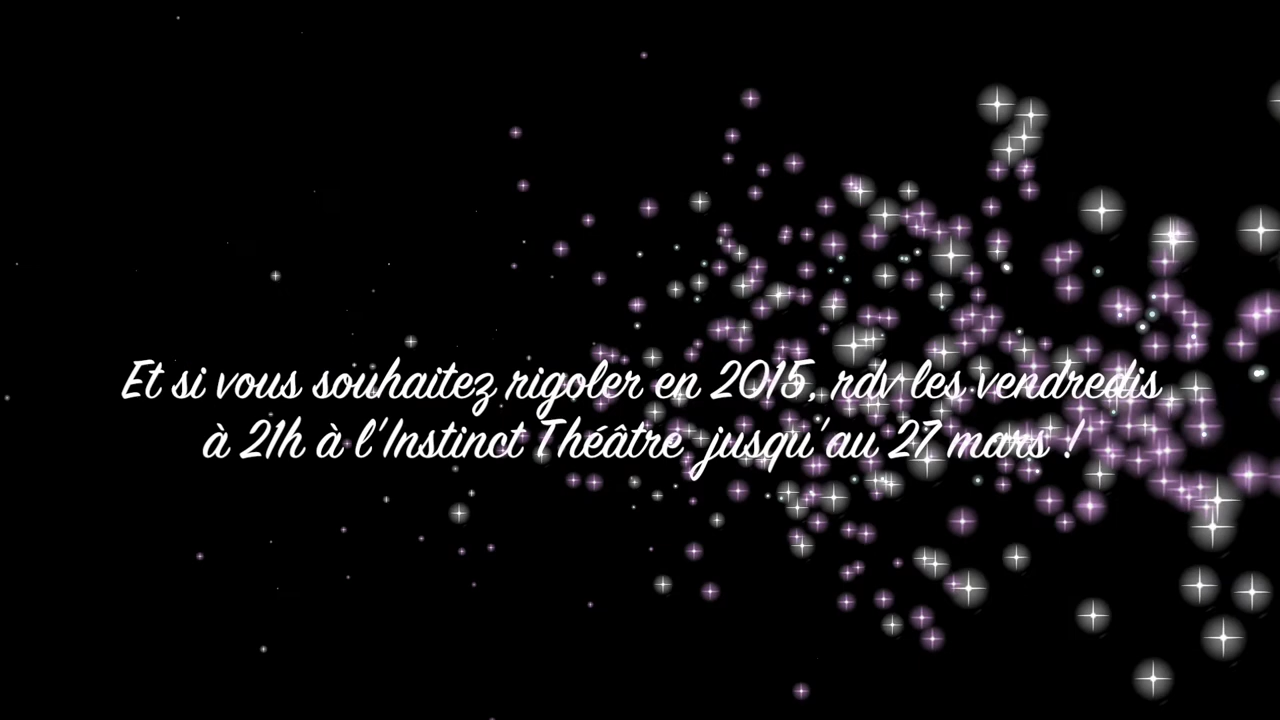 Et si vous souhaitez rigoler en 2015, rdv les vendredis
à 21h à l'Instinct Théâtre jusqu'au 27 mars !